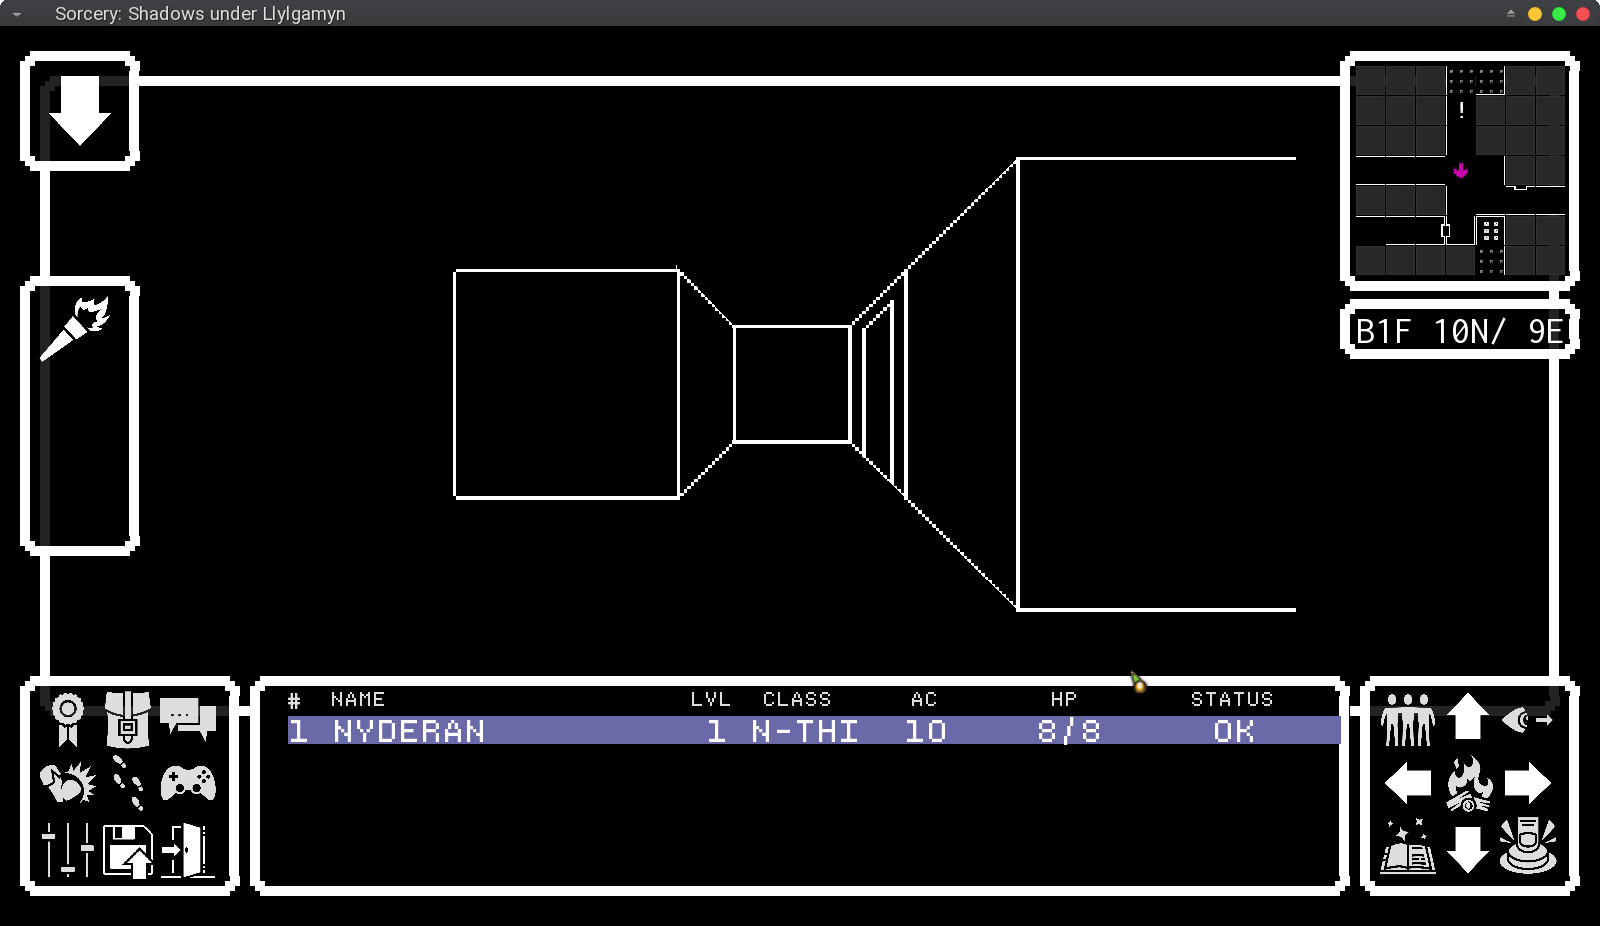 Sorcery: Shadows under Llylgamyn
!
B1F 10N/ 9E
# NAME LVL CLASS AC HP STATUS
1 NYDERAN 1 N-THI 10 8/8 OK